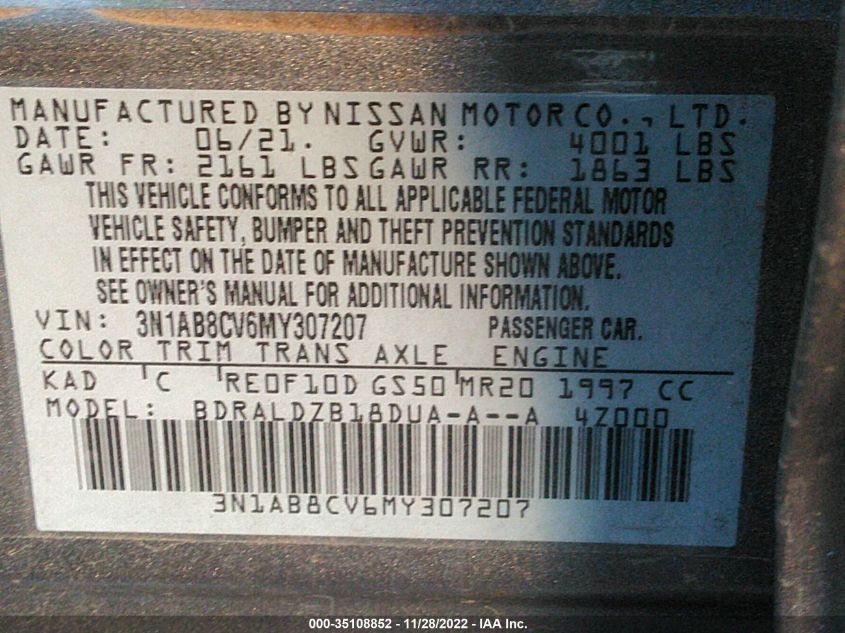 MANUFACTURED BY NISSAN MOTOR CO., LTD.
DATE: 06/21. GVWR: 4001 LBS
GAWR FR: 2161 LBS GAWR RR: 1863 LBS
THIS VEHICLE CONFORMS TO ALL APPLICABLE FEDERAL MOTOR
VEHICLE SAFETY, BUMPER AND THEFT PREVENTION STANDARDS
IN EFFECT ON THE DATE OF MANUFACTURE SHOWN ABOVE.
SEE OWNER'S MANUAL FOR ADDITIONAL INFORMATION.
VIN: 3N1AB8CV6MY307207 PASSENGER CAR.
COLOR TRIM TRANS AXLE ENGINE
KAD C RE0F10D GS50 MR20 1997 CC
MODEL: BDRALDZB18DUA-A--A 4Z000
3N1AB8CV6MY307207
000-35108852 - 11/28/2022 - IAA Inc.